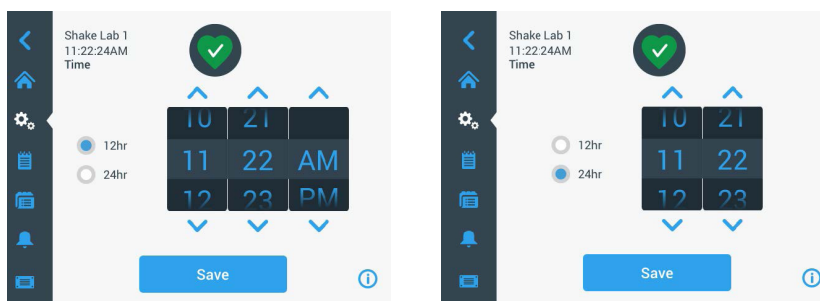 Shake Lab 1
11:22:24AM
Time
10 21
12hr
11 22 AM
24hr
12 23 PM
Save
Shake Lab 1
11:22:24AM
Time
10 21
12hr
11 22
24hr
12 23
Save